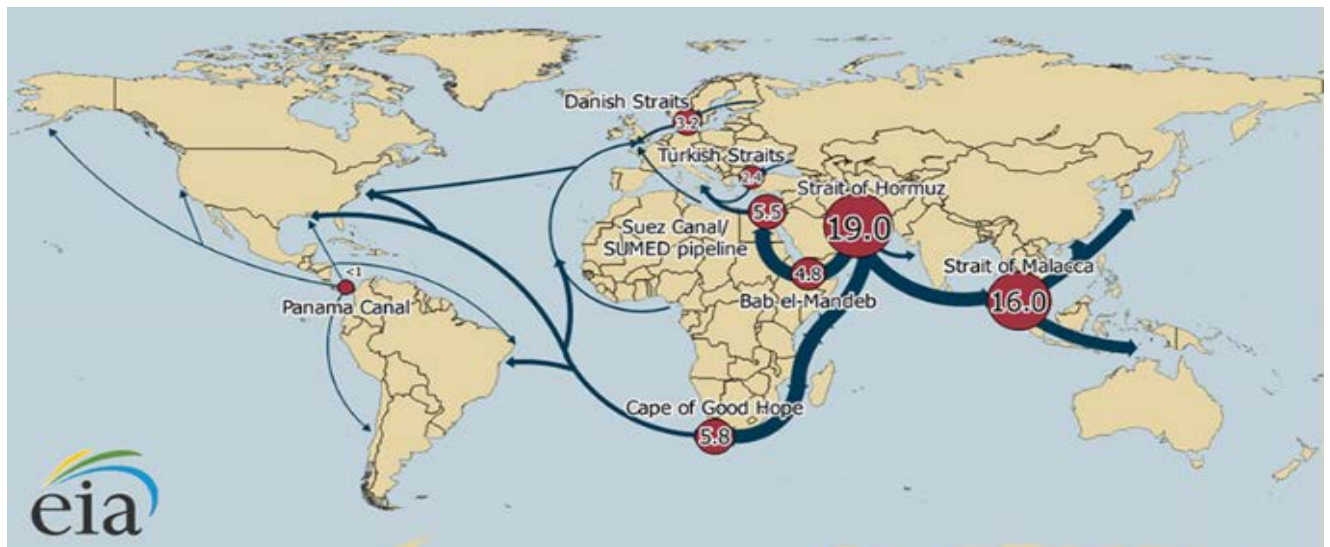 Danish Straits
3.2
Turkish Straits
2.4
Strait of Hormuz
5.5
19.0
Suez Canal/
SUMED pipeline
4.8
Strait of Malacca
Bab el-Mandeb
16.0
<1
Panama Canal
Cape of Good Hope
5.8
eia